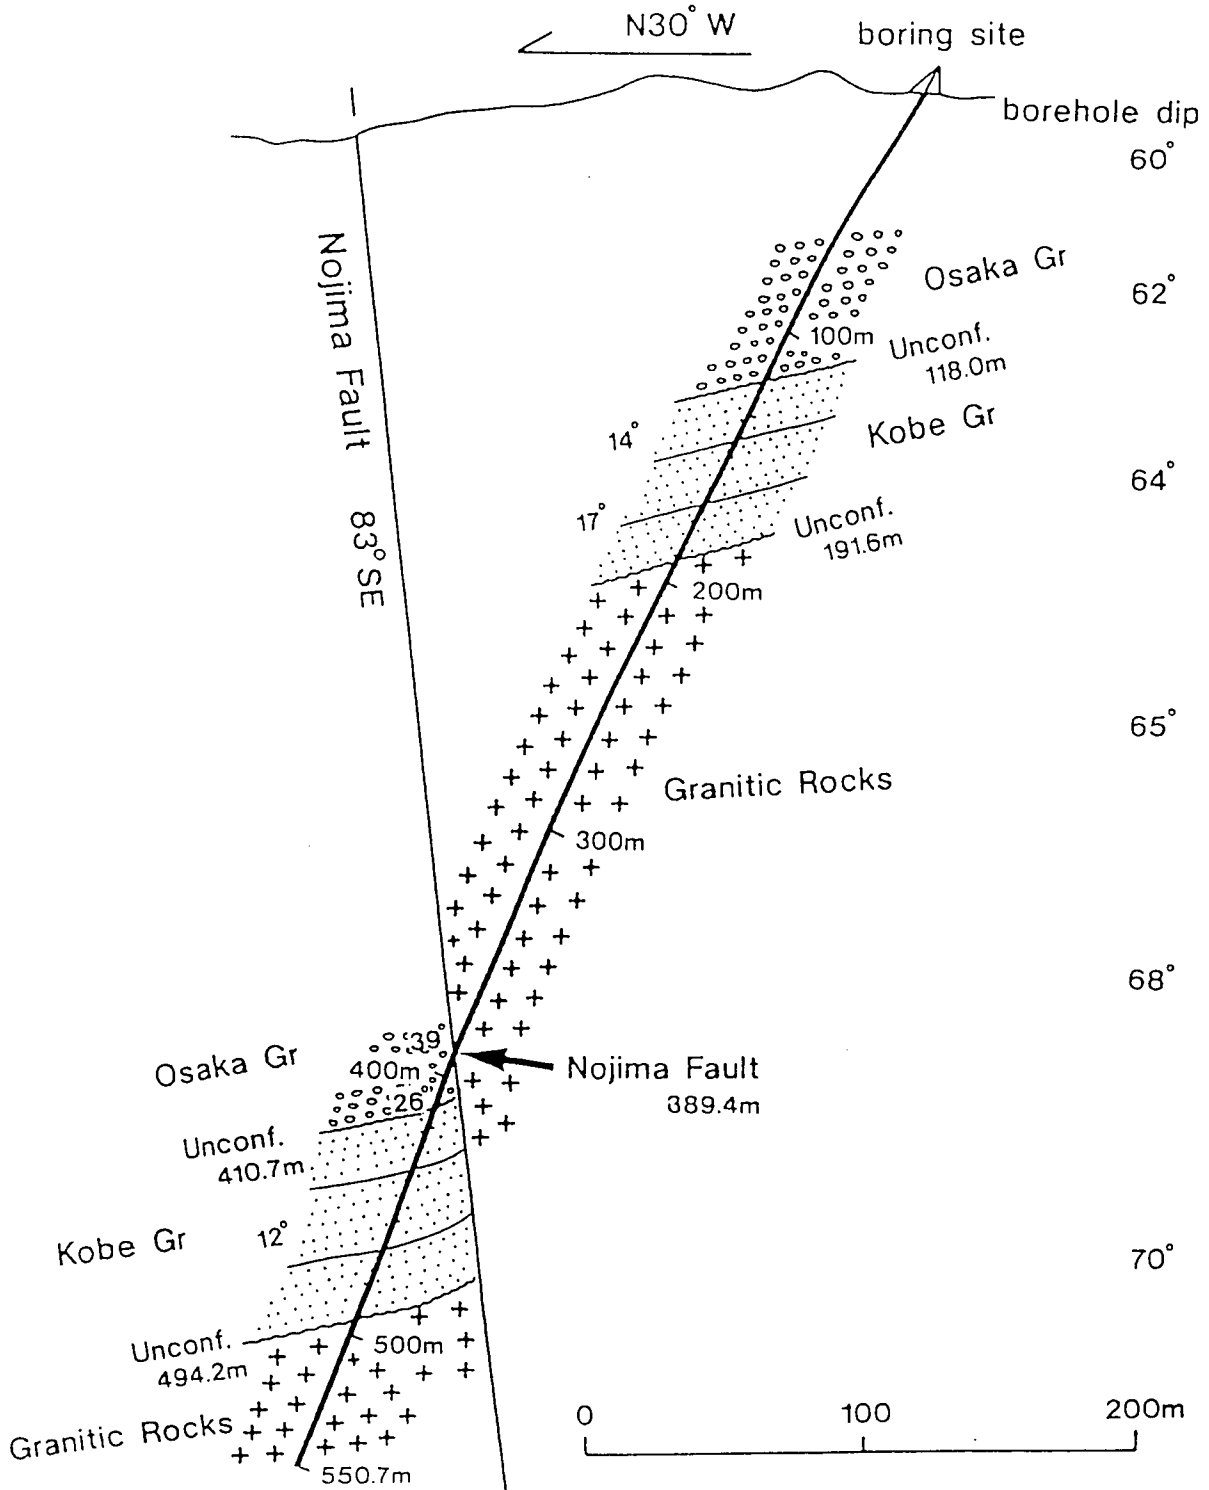 N30° W
boring site
borehole dip
60°
Nojima Fault 83° SE
Osaka Gr
62°
100m
Unconf.
118.0m
14°
Kobe Gr
64°
17°
Unconf.
191.6m
200m
65°
Granitic Rocks
300m
68°
39°
Osaka Gr
400m
Nojima Fault
389.4m
26°
Unconf.
410.7m
12°
Kobe Gr
70°
Unconf.
494.2m
500m
Granitic Rocks
0 100 200m
550.7m